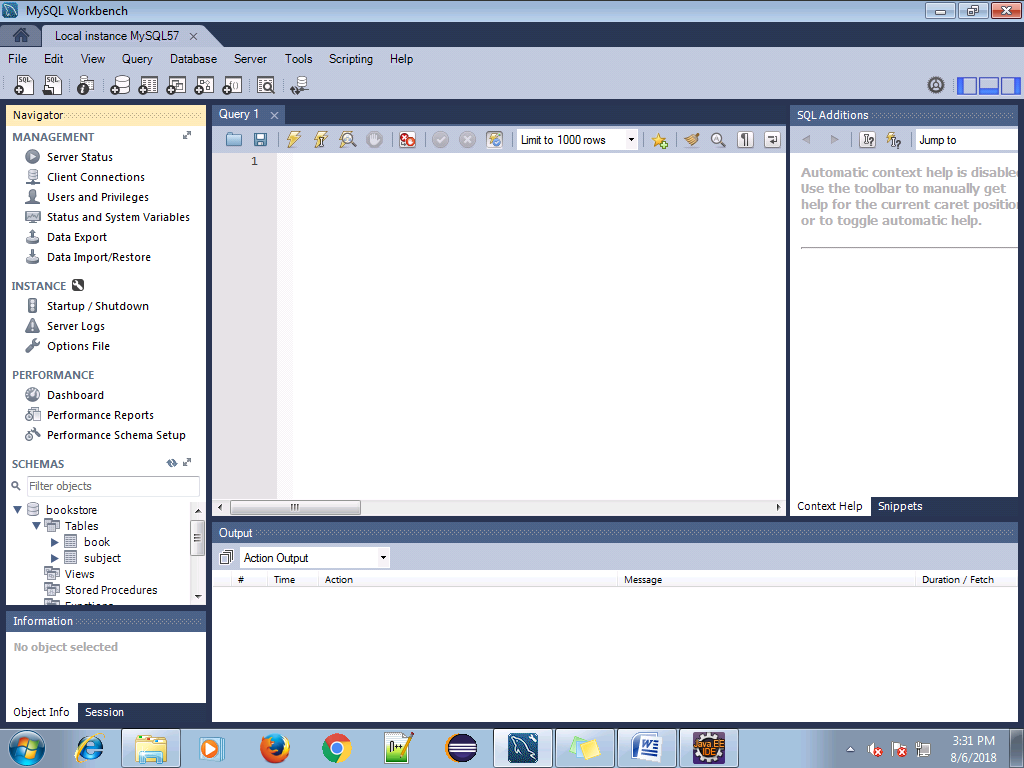 MySQL Workbench
Local instance MySQL57
File Edit View Query Database Server Tools Scripting Help
Navigator
MANAGEMENT
Server Status
Client Connections
Users and Privileges
Status and System Variables
Data Export
Data Import/Restore
INSTANCE
Startup / Shutdown
Server Logs
Options File
PERFORMANCE
Dashboard
Performance Reports
Performance Schema Setup
SCHEMAS
Filter objects
bookstore
Tables
book
subject
Views
Stored Procedures
Functions
Information
No object selected
Object Info Session
Query 1
Limit to 1000 rows
1
SQL Additions
Jump to
Automatic context help is disabled
Use the toolbar to manually get
help for the current caret position
or to toggle automatic help.
Context Help Snippets
Output
Action Output
# Time Action Message Duration / Fetch
Java EE
IDE
3:31 PM
8/6/2018